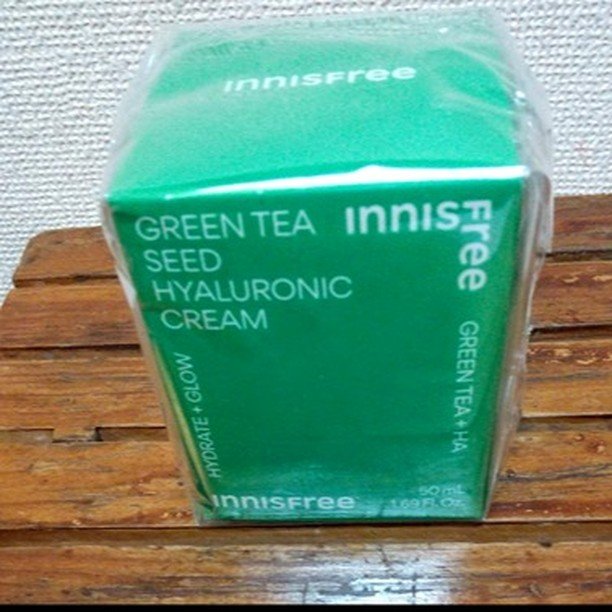 INNISFree
GREEN TEA
SEED
HYALURONIC
CREAM
INNISFree
HYDRATE + GLOW
GREEN TEA + HA
INNISFree
50 mL
1.69 FL.Oz.